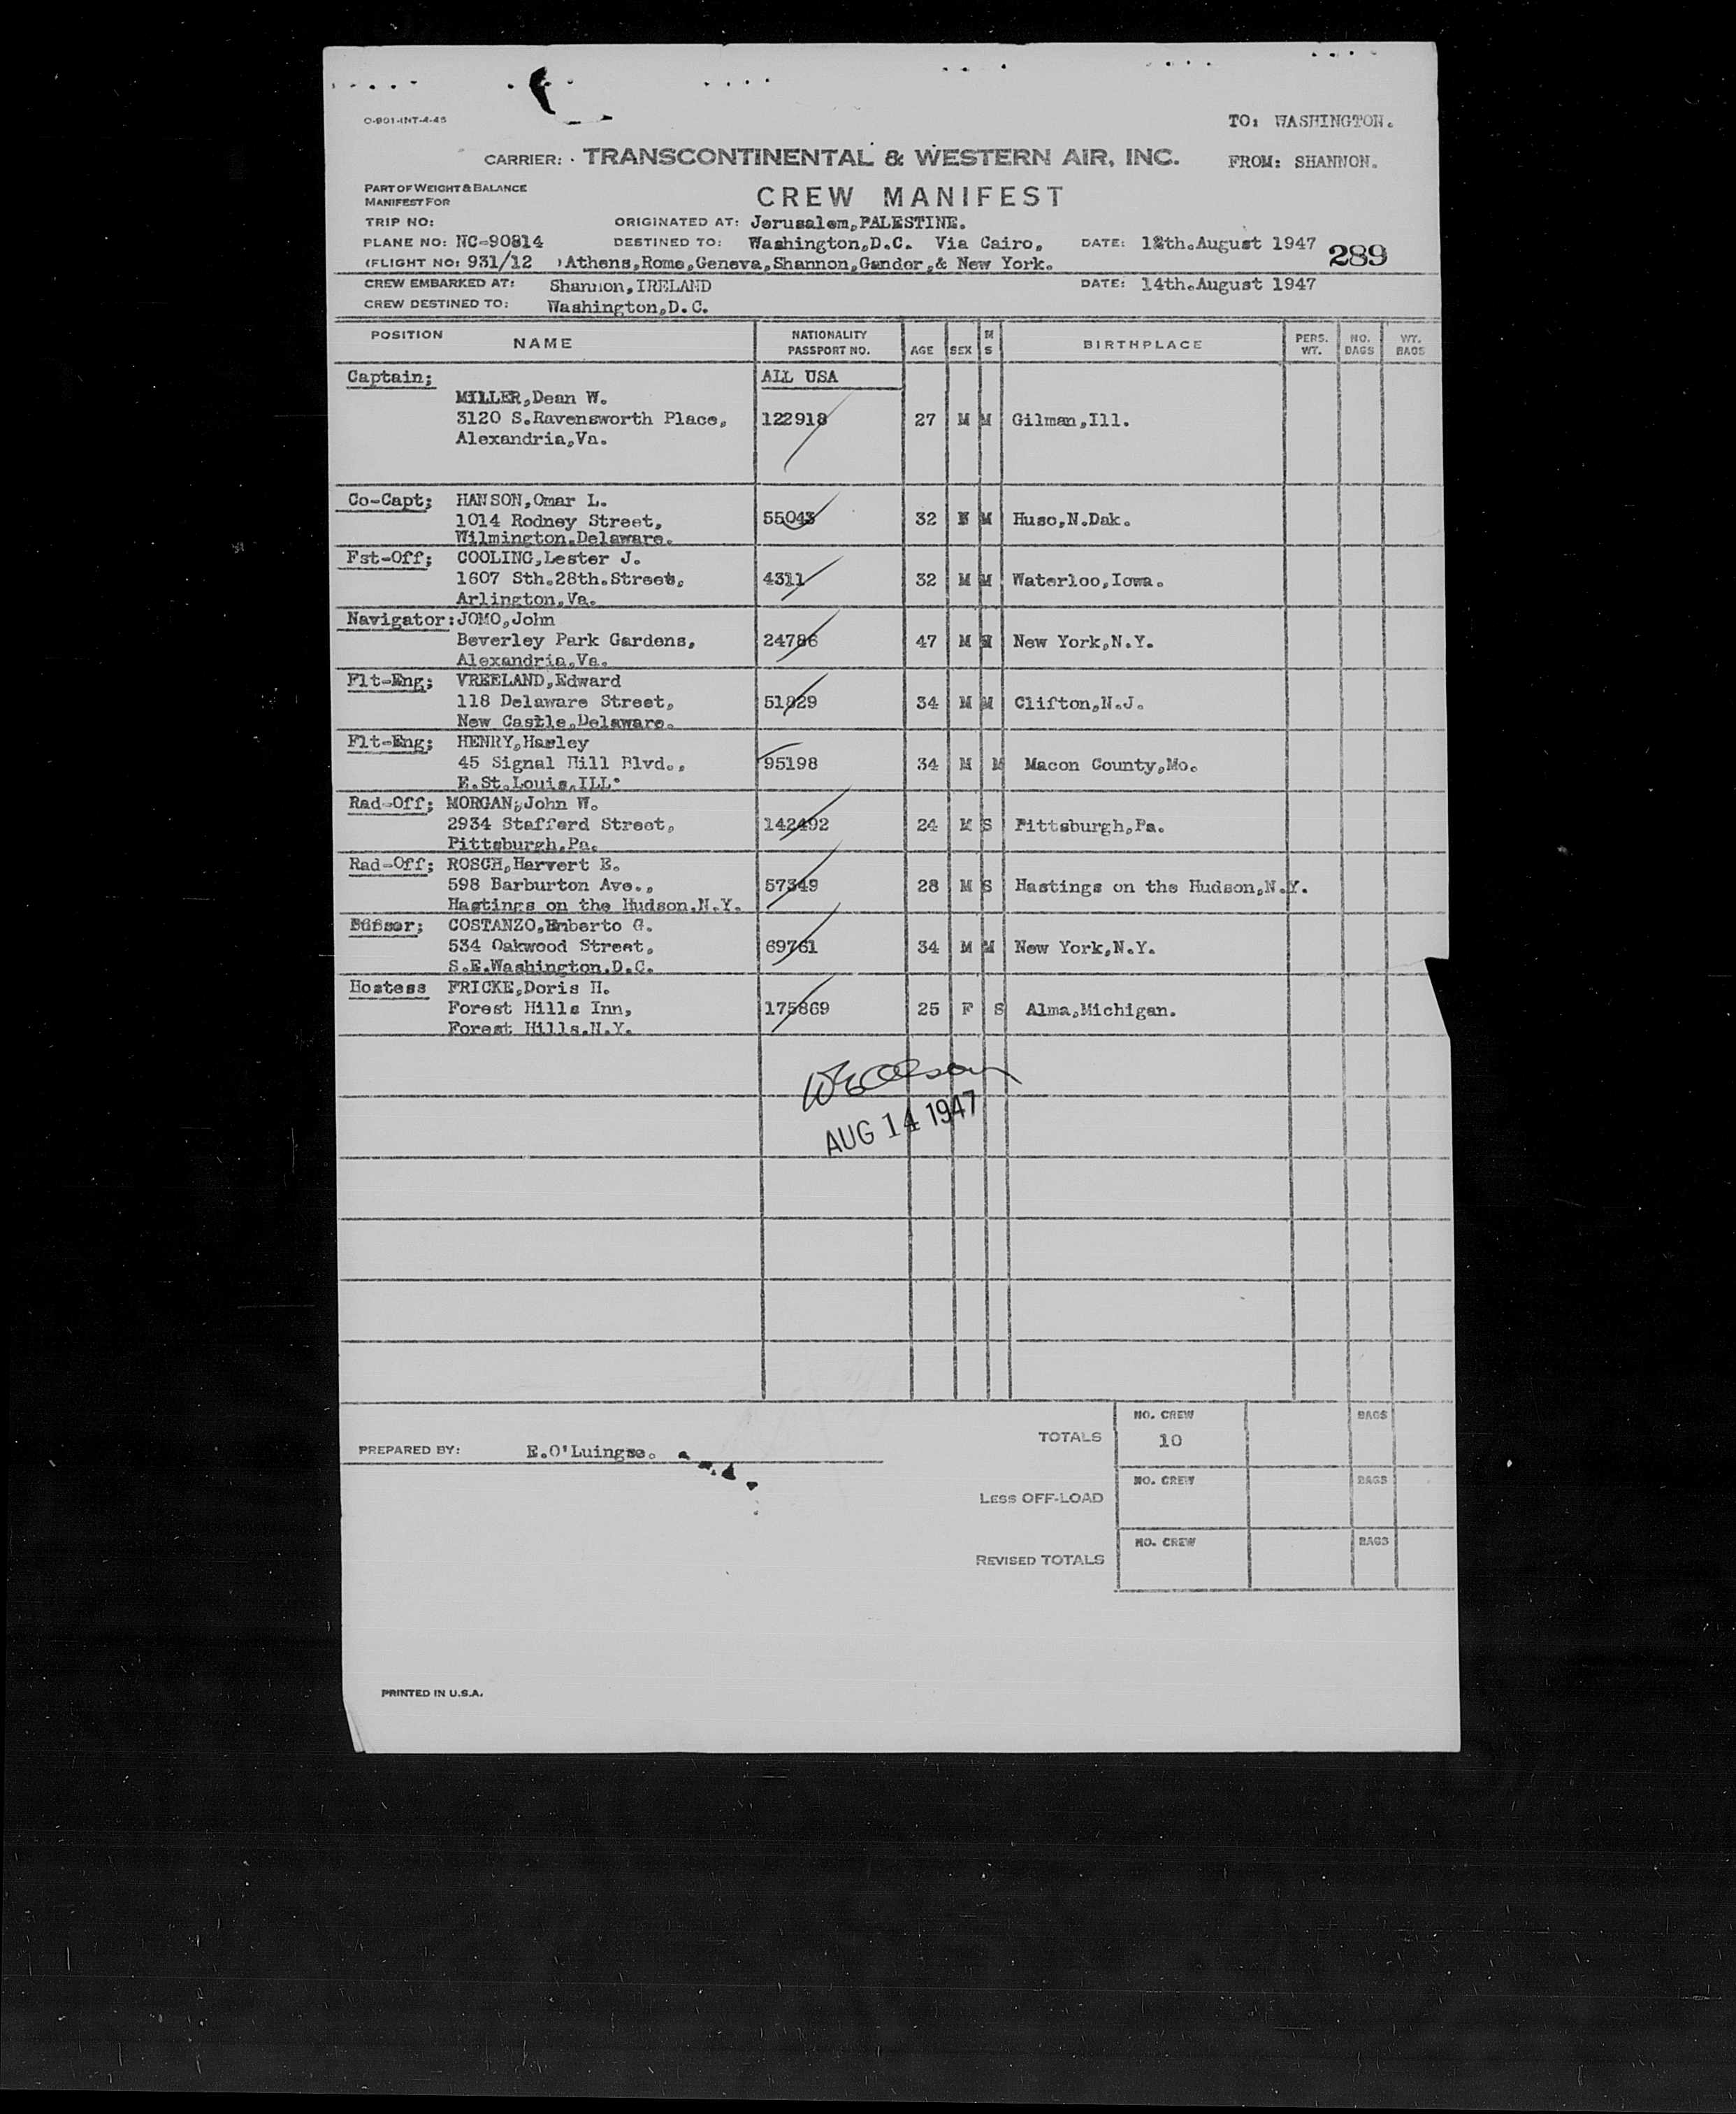 O-901-INT-4-45
TO: WASHINGTON.
CARRIER: TRANSCONTINENTAL & WESTERN AIR, INC. FROM: SHANNON.
PART OF WEIGHT & BALANCE
MANIFEST FOR
CREW MANIFEST
TRIP NO: ORIGINATED AT: Jerusalem,PALESTINE.
PLANE NO: NC-90814 DESTINED TO: Washington,D.C. Via Cairo, DATE: 12th.August 1947 289
(FLIGHT NO: 931/12 ) Athens,Rome,Geneva,Shannon,Gander,& New York.
CREW EMBARKED AT: Shannon,IRELAND DATE: 14th.August 1947
CREW DESTINED TO: Washington,D.C.
POSITION NAME NATIONALITY PASSPORT NO. AGE SEX M S BIRTHPLACE PERS. WT. NO. BAGS WT. BAGS
Captain; ALL USA
MILLER,Dean W.
3120 S.Ravensworth Place, 122918 27 M M Gilman,Ill.
Alexandria,Va.
Co-Capt; HANSON,Omar L.
1014 Rodney Street, 55043 32 M Huso,N.Dak.
Wilmington.Delaware.
Fst-Off; COOLING,Lester J.
1607 Sth.28th.Street, 4311 32 M M Waterloo,Iowa.
Arlington.Va.
Navigator: JOMO,John
Beverley Park Gardens, 24786 47 M New York,N.Y.
Alexandria.Va.
Flt-Eng; VREELAND,Edward
118 Delaware Street, 51829 34 M M Clifton,N.J.
New Castle.Delaware.
Flt-Eng; HENRY,Harley
45 Signal Hill Blvd., 95198 34 M M Macon County,Mo.
E.St.Louis,ILL.
Rad-Off; MORGAN,John W.
2934 Stafford Street, 142492 24 M S Pittsburgh,Pa.
Pittsburgh.Pa.
Rad-Off; ROSCH,Harvert E.
598 Barburton Ave., 57349 28 M S Hastings on the Hudson,N.Y.
Hastings on the Hudson.N.Y.
COSTANZO,Emberto G.
534 Oakwood Street, 69761 34 M M New York,N.Y.
S.E.Washington.D.C.
Hostess FRICKE,Doris H.
Forest Hills Inn, 175869 25 F S Alma,Michigan.
Forest Hills.N.Y.
AUG 14 1947
NO. CREW BAGS
TOTALS 10
PREPARED BY: E.O'Luingse.
NO. CREW BAGS
LESS OFF-LOAD
NO. CREW BAGS
REVISED TOTALS
PRINTED IN U.S.A.